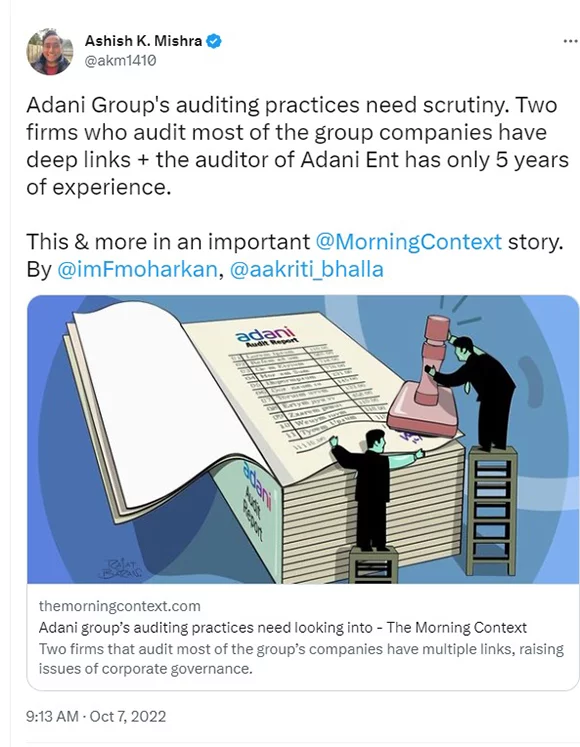 Ashish K. Mishra
@akm1410
Adani Group's auditing practices need scrutiny. Two
firms who audit most of the group companies have
deep links + the auditor of Adani Ent has only 5 years
of experience.
This & more in an important @MorningContext story.
By @imFmoharkan, @aakriti_bhalla
adani
Audit Report
adani
Audit
Report
themorningcontext.com
Adani group's auditing practices need looking into - The Morning Context
Two firms that audit most of the group's companies have multiple links, raising
issues of corporate governance.
9:13 AM · Oct 7, 2022